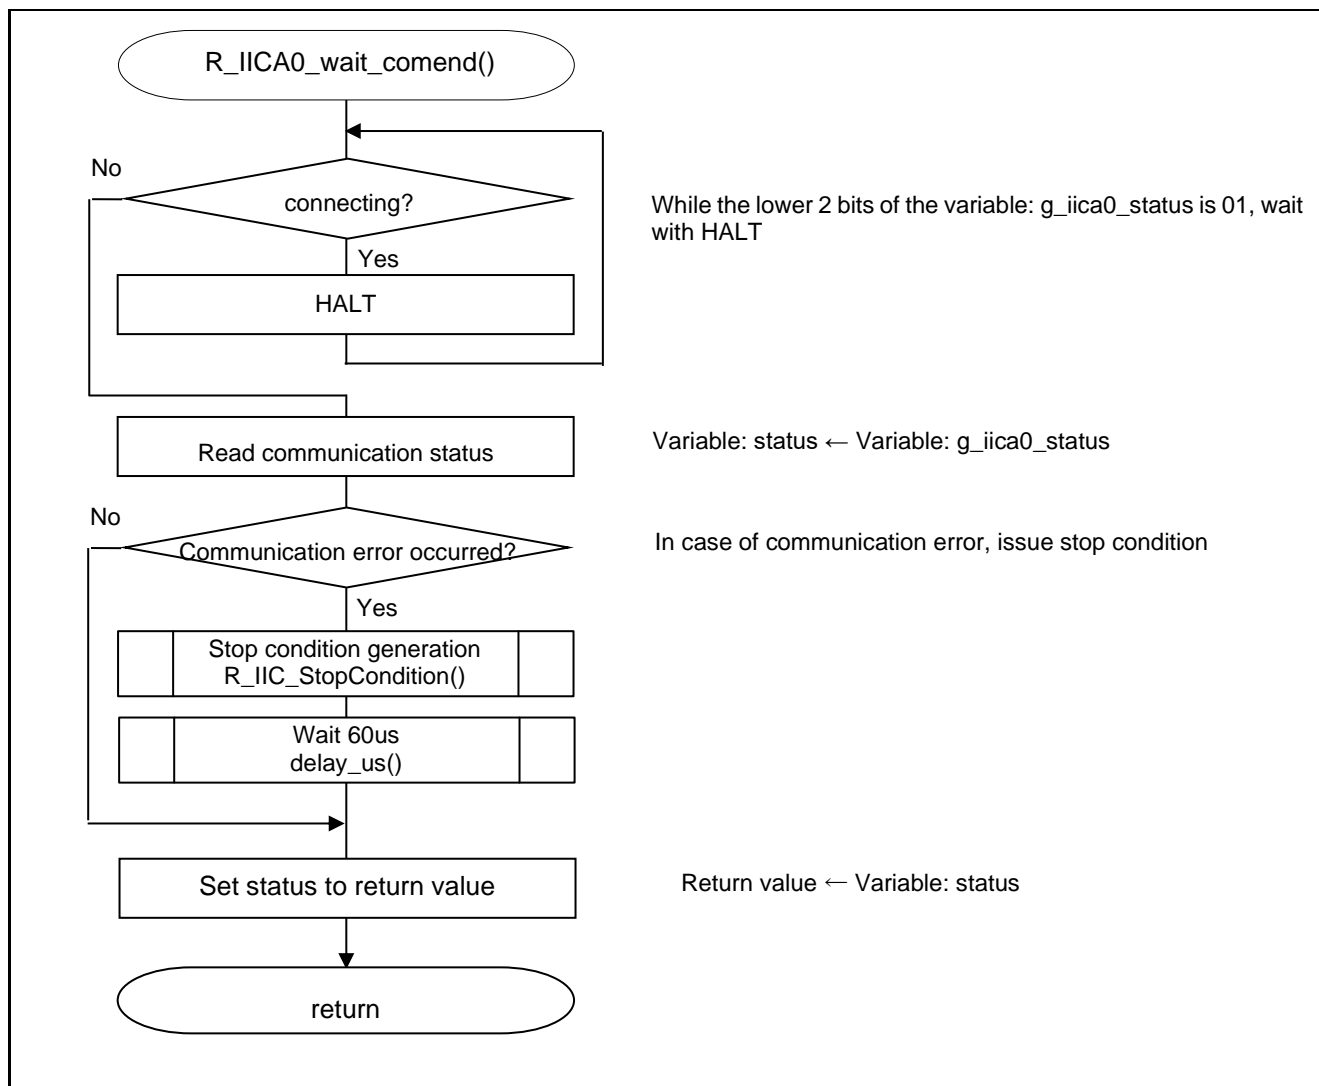 R_IICA0_wait_comend()
No
connecting?
While the lower 2 bits of the variable: g_iica0_status is 01, wait
with HALT
Yes
HALT
Read communication status
Variable: status ← Variable: g_iica0_status
No
Communication error occurred?
In case of communication error, issue stop condition
Yes
Stop condition generation
R_IIC_StopCondition()
Wait 60us
delay_us()
Set status to return value
Return value ← Variable: status
return